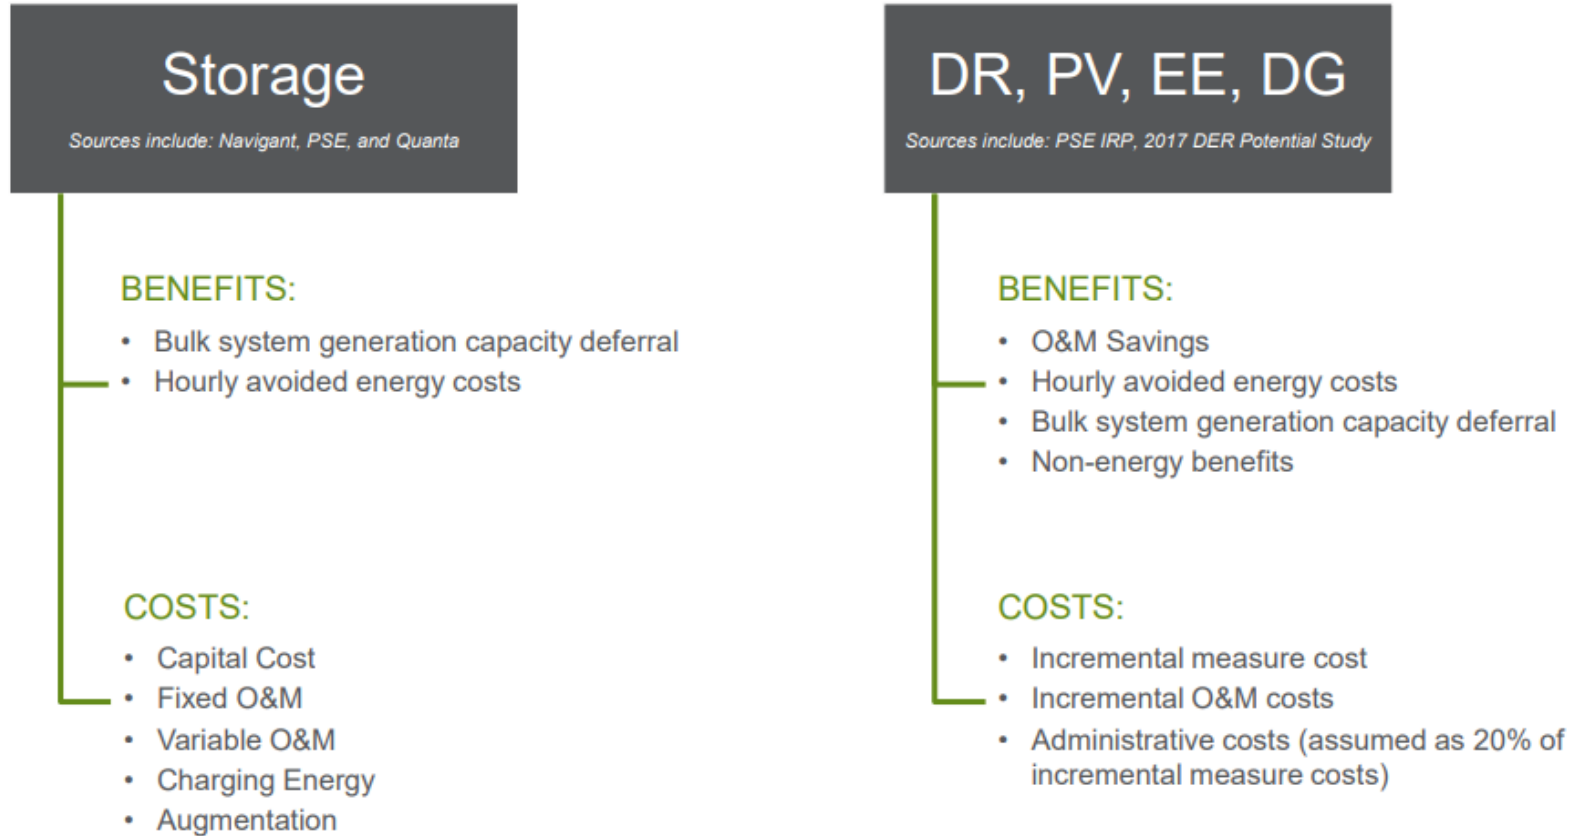 Storage
Sources include: Navigant, PSE, and Quanta
BENEFITS:
• Bulk system generation capacity deferral
• Hourly avoided energy costs
COSTS:
• Capital Cost
• Fixed O&M
• Variable O&M
• Charging Energy
• Augmentation
DR, PV, EE, DG
Sources include: PSE IRP, 2017 DER Potential Study
BENEFITS:
• O&M Savings
• Hourly avoided energy costs
• Bulk system generation capacity deferral
• Non-energy benefits
COSTS:
• Incremental measure cost
• Incremental O&M costs
• Administrative costs (assumed as 20% of
incremental measure costs)